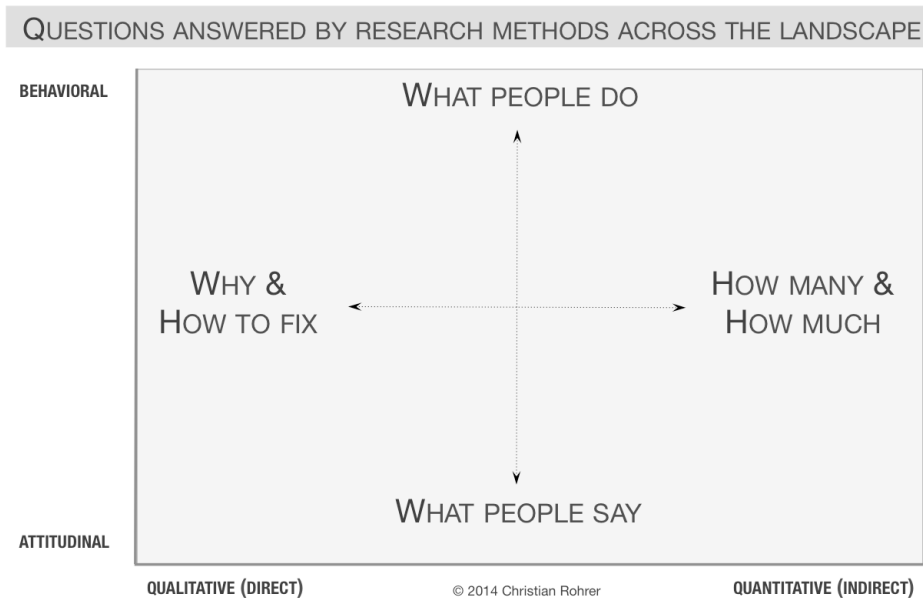 QUESTIONS ANSWERED BY RESEARCH METHODS ACROSS THE LANDSCAPE
BEHAVIORAL
WHAT PEOPLE DO
WHY &
HOW TO FIX
HOW MANY &
HOW MUCH
WHAT PEOPLE SAY
ATTITUDINAL
QUALITATIVE (DIRECT)
© 2014 Christian Rohrer
QUANTITATIVE (INDIRECT)